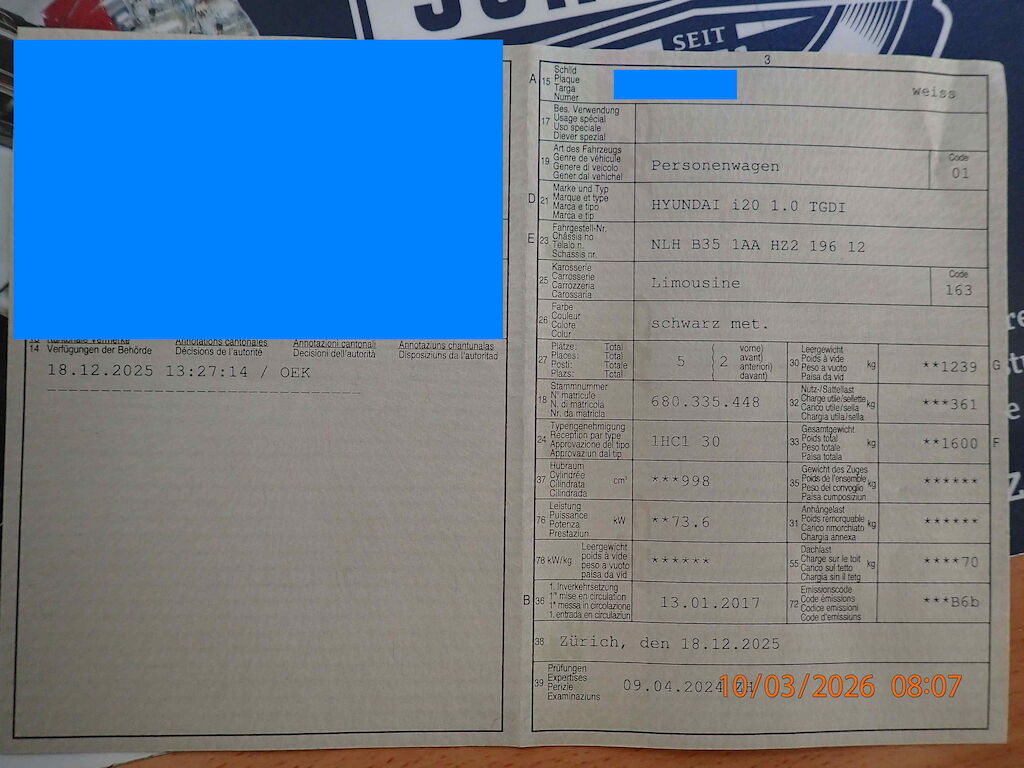 SEIT
3
A 15 Schild
Plaque
Targa
Numer
weiss
17 Bes. Verwendung
Usage spécial
Uso speciale
Diever spezial
19 Art des Fahrzeugs
Genre de véhicule
Genere di veicolo
Gener dal vehichel
Personenwagen
Code
01
D 21 Marke und Typ
Marque et type
Marca e tipo
Marca e tip
HYUNDAI i20 1.0 TGDI
E 23 Fahrgestell-Nr.
Châssis no
Telaio n.
Schassis nr.
NLH B35 1AA HZ2 196 12
25 Karosserie
Carrosserie
Carrozzeria
Carossaria
Limousine
Code
163
26 Farbe
Couleur
Colore
Colur
schwarz met.
27 Plätze: Total
Places: Total
Posti: Totale
Plazs: Total
5
2
vorne)
avant)
anteriori)
davant)
30 Leergewicht
Poids à vide
Peso a vuoto
Paisa da vid
kg
**1239 G
18 Stammnummer
N° matricule
N. di matricola
Nr. da matricla
680.335.448
32 Nutz-/Sattellast
Charge utile/sellette
Carico utile/sella
Chargia utila/sella
kg
***361
24 Typengenehmigung
Réception par type
Approvazione del tipo
Approvaziun dal tip
1HC1 30
33 Gesamtgewicht
Poids total
Peso totale
Paisa totala
kg
**1600 F
37 Hubraum
Cylindrée
Cilindrata
Cilindrada
cm³
***998
35 Gewicht des Zuges
Poids de l'ensemble
Peso del convoglio
Paisa cumposiziun
kg
******
76 Leistung
Puissance
Potenza
Prestaziun
kW
**73.6
31 Anhängelast
Poids remorquable
Carico rimorchiato
Chargia annexa
kg
******
78 kW/kg Leergewicht
poids à vide
peso a vuoto
paisa da vid
******
55 Dachlast
Charge sur le toit
Carico sul tetto
Chargia sin il tetg
kg
****70
B 36 1. Inverkehrsetzung
1re mise en circulation
1a messa in circolazione
1. entrada en circulaziun
13.01.2017
72 Emissionscode
Code émissions
Codice emissioni
Code d'emissiuns
***B6b
38 Zürich, den 18.12.2025
39 Prüfungen
Expertises
Perizie
Examinaziuns
09.04.2024 ZH
10/03/2026 08:07
Kantonale Vermerke Annotations cantonales Annotazioni cantonali Annotaziuns chantunalas
14 Verfügungen der Behörde Décisions de l'autorité Decisioni dell'autorità Disposiziuns da l'autoritad
18.12.2025 13:27:14 / OEK